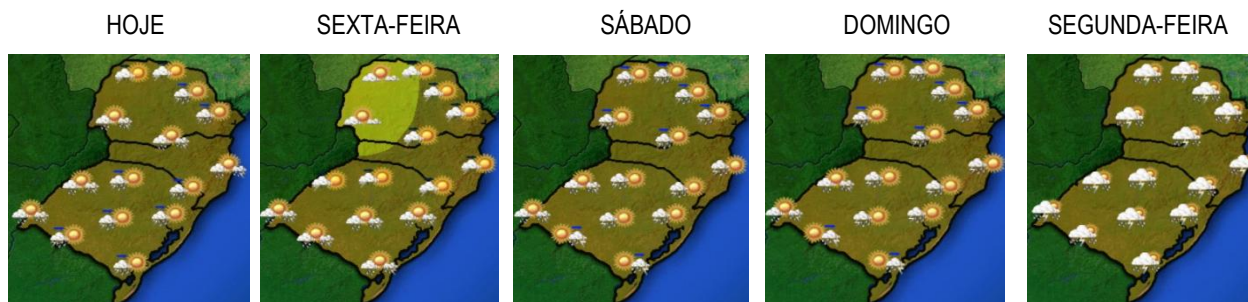 HOJE
SEXTA-FEIRA
SÁBADO
DOMINGO
SEGUNDA-FEIRA